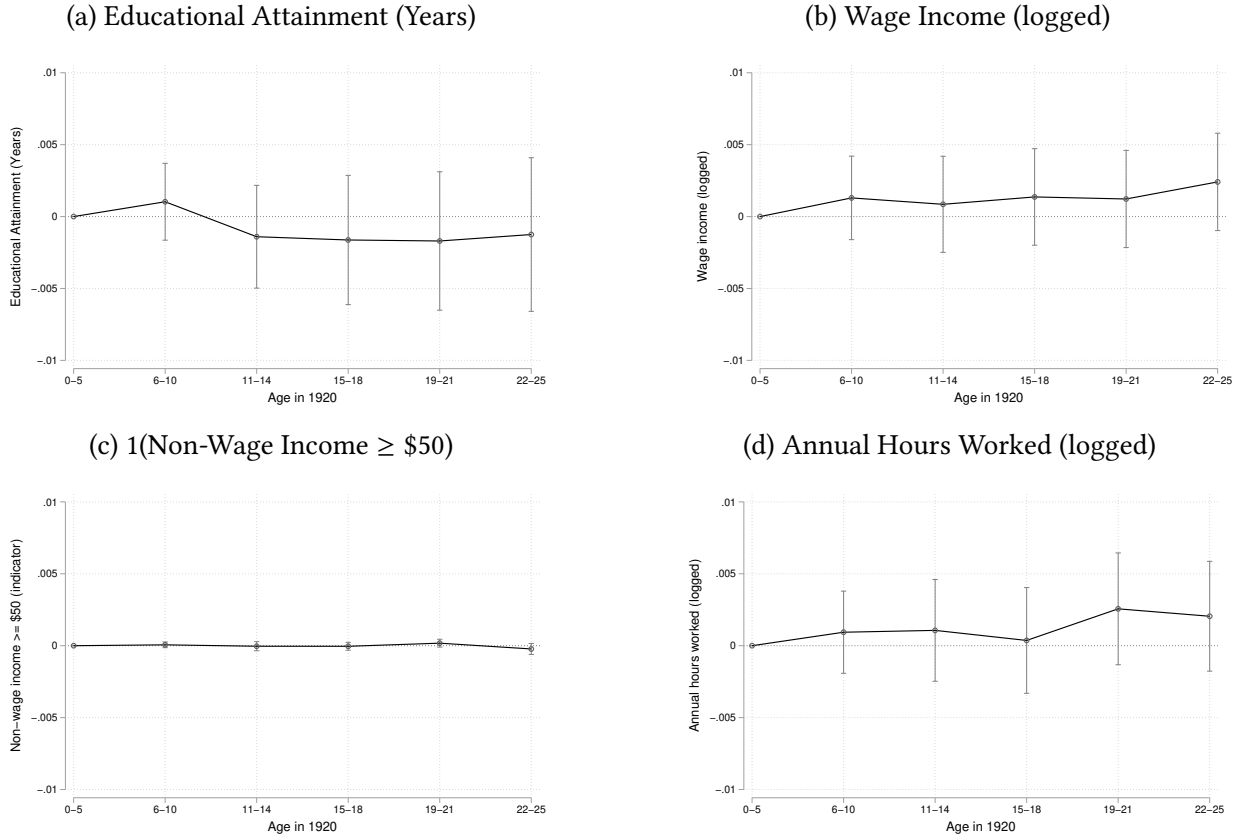 (a) Educational Attainment (Years)
.01
.005
0
−.005
−.01
Educational Attainment (Years)
0−5 6−10 11−14 15−18 19−21 22−25
Age in 1920
(b) Wage Income (logged)
.01
.005
0
−.005
−.01
Wage income (logged)
0−5 6−10 11−14 15−18 19−21 22−25
Age in 1920
(c) 1(Non-Wage Income ≥ $50)
.01
.005
0
−.005
−.01
Non−wage income >= $50 (indicator)
0−5 6−10 11−14 15−18 19−21 22−25
Age in 1920
(d) Annual Hours Worked (logged)
.01
.005
0
−.005
−.01
Annual hours worked (logged)
0−5 6−10 11−14 15−18 19−21 22−25
Age in 1920